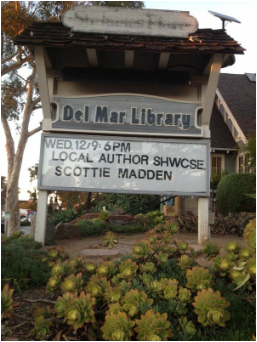 Del Mar Library
WED. 12/9: 6PM
LOCAL AUTHOR SHWCSE
SCOTTIE MADDEN